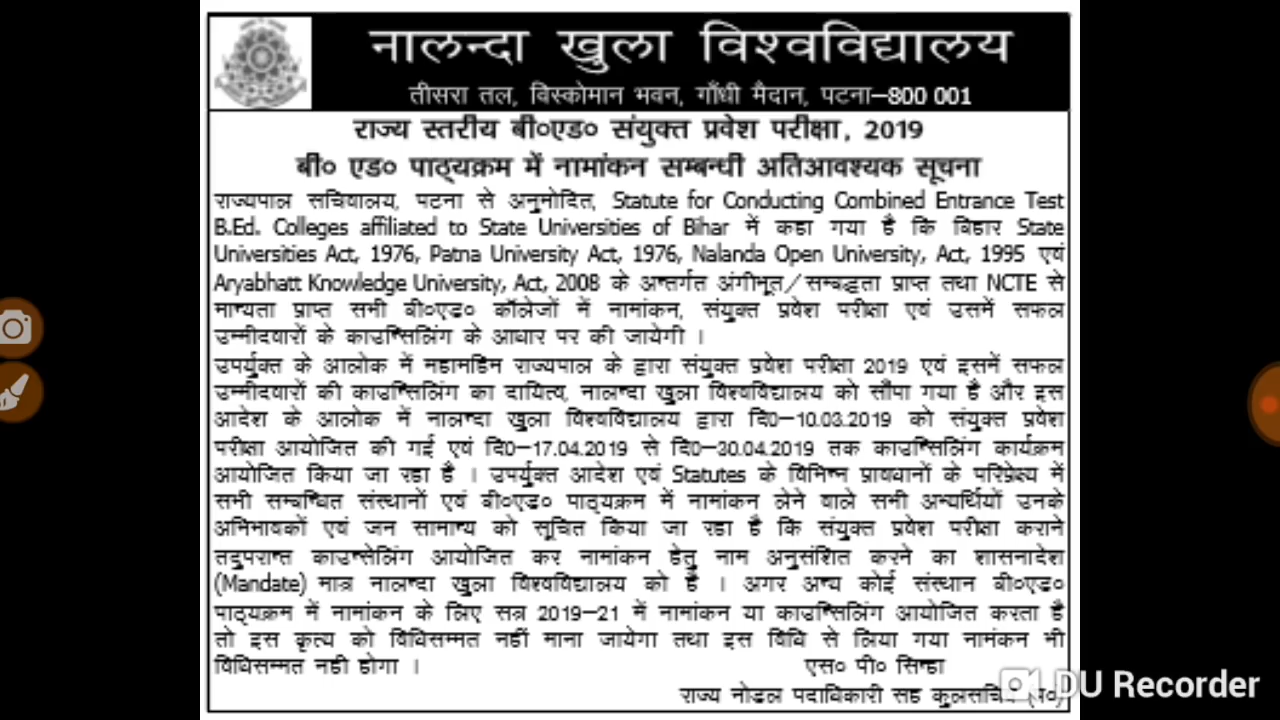 नालन्दा खुला विश्वविद्यालय
तीसरा तल, विस्कोमान भवन, गाँधी मैदान, पटना–800 001
राज्य स्तरीय बी०एड० संयुक्त प्रवेश परीक्षा, 2019
बी० एड० पाठ्यक्रम में नामांकन सम्बन्धी अतिआवश्यक सूचना
राज्यपाल सचिवालय, पटना से अनुमोदित, Statute for Conducting Combined Entrance Test
B.Ed. Colleges affiliated to State Universities of Bihar में कहा गया है कि बिहार State
Universities Act, 1976, Patna University Act, 1976, Nalanda Open University, Act, 1995 एवं
Aryabhatt Knowledge University, Act, 2008 के अन्तर्गत अंगीभूत/सम्बद्धता प्राप्त तथा NCTE से
मान्यता प्राप्त सभी बी०एड० कॉलेजों में नामांकन, संयुक्त प्रवेश परीक्षा एवं उसमें सफल
उम्मीदवारों के काउन्सिलिंग के आधार पर की जायेगी ।
उपर्युक्त के आलोक में महामहिम राज्यपाल के द्वारा संयुक्त प्रवेश परीक्षा 2019 एवं इसमें सफल
उम्मीदवारों की काउन्सिलिंग का दायित्व, नालन्दा खुला विश्वविद्यालय को सौंपा गया है और इस
आदेश के आलोक में नालन्दा खुला विश्वविद्यालय द्वारा दि0–10.03.2019 को संयुक्त प्रवेश
परीक्षा आयोजित की गई एवं दि0–17.04.2019 से दि0–30.04.2019 तक काउन्सिलिंग कार्यक्रम
आयोजित किया जा रहा है । उपर्युक्त आदेश एवं Statutes के विभिन्न प्रावधानों के परिप्रेक्ष्य में
सभी सम्बन्धित संस्थानों एवं बी०एड० पाठ्यक्रम में नामांकन लेने वाले सभी अभ्यर्थियों उनके
अभिभावकों एवं जन सामान्य को सूचित किया जा रहा है कि संयुक्त प्रवेश परीक्षा कराने
तदुपरान्त काउन्सेलिंग आयोजित कर नामांकन हेतु नाम अनुसंशित करने का शासनादेश
(Mandate) मात्र नालन्दा खुला विश्वविद्यालय को है । अगर अन्य कोई संस्थान बी०एड०
पाठ्यक्रम में नामांकन के लिए सत्र 2019–21 में नामांकन या काउन्सिलिंग आयोजित करता है
तो इस कृत्य को विधिसम्मत नहीं माना जायेगा तथा इस विधि से लिया गया नामंकन भी
विधिसम्मत नही होगा ।
एस० पी० सिन्हा
राज्य नोडल पदाधिकारी सह कुलसचिव (प०)
DU Recorder